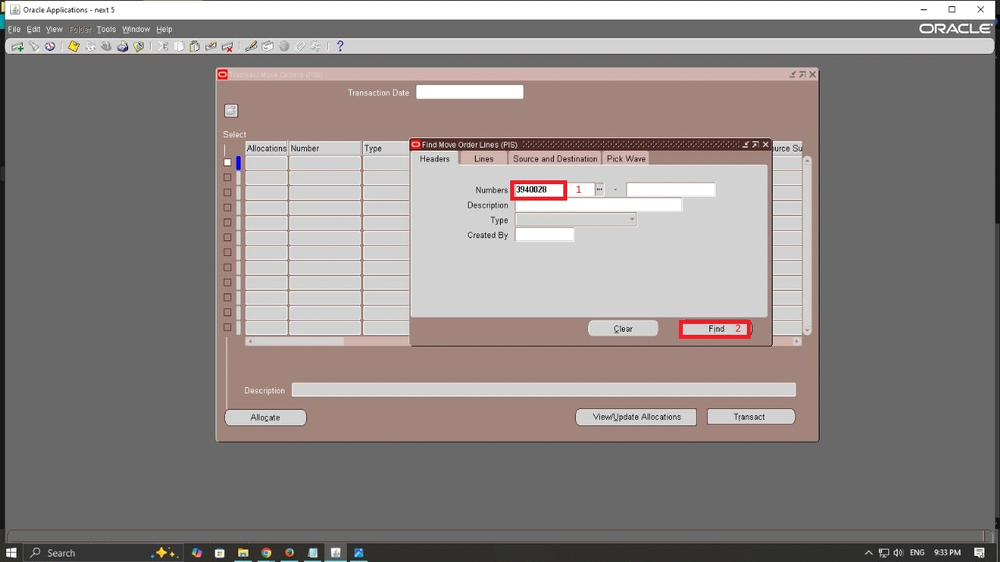 Oracle Applications - next 5
File Edit View Folder Tools Window Help
ORACLE
Transact Move Orders (PIS)
Transaction Date
Select
Allocations Number Type
ource Su
Find Move Order Lines (PIS)
Headers Lines Source and Destination Pick Wave
Numbers 3940028 1 ... -
Description
Type
Created By
Clear Find 2
Description
Allocate View/Update Allocations Transact
Search ENG 9:33 PM